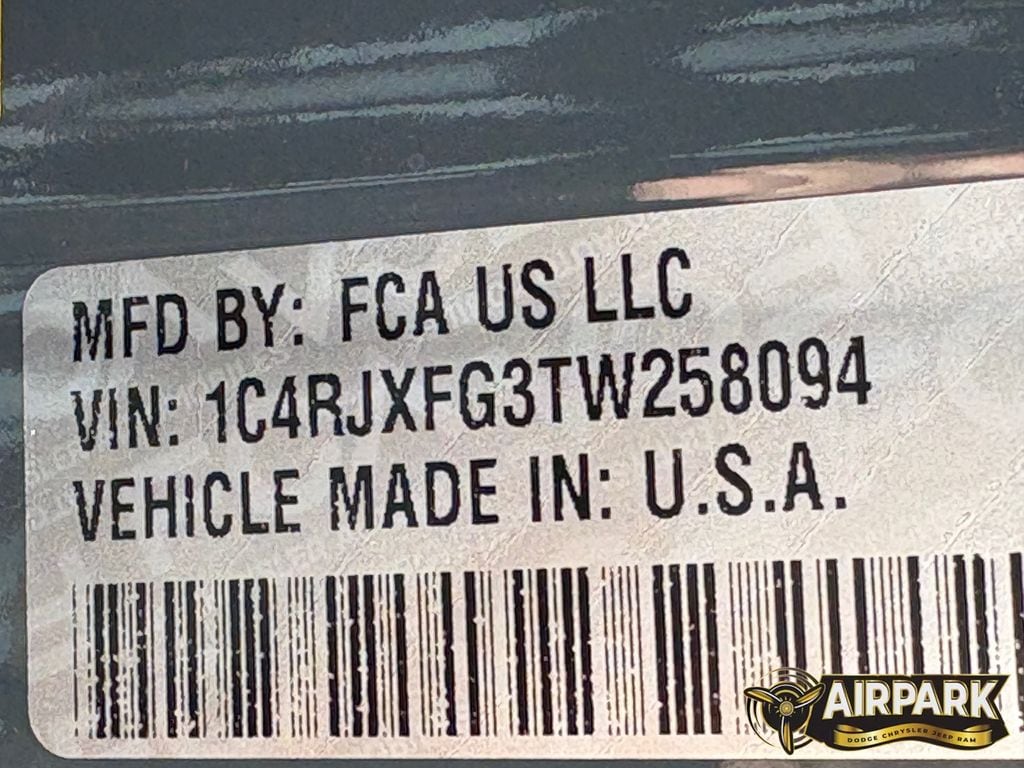 MFD BY: FCA US LLC
VIN: 1C4RJXFG3TW258094
VEHICLE MADE IN: U.S.A.
AIRPARK
DODGE CHRYSLER JEEP RAM